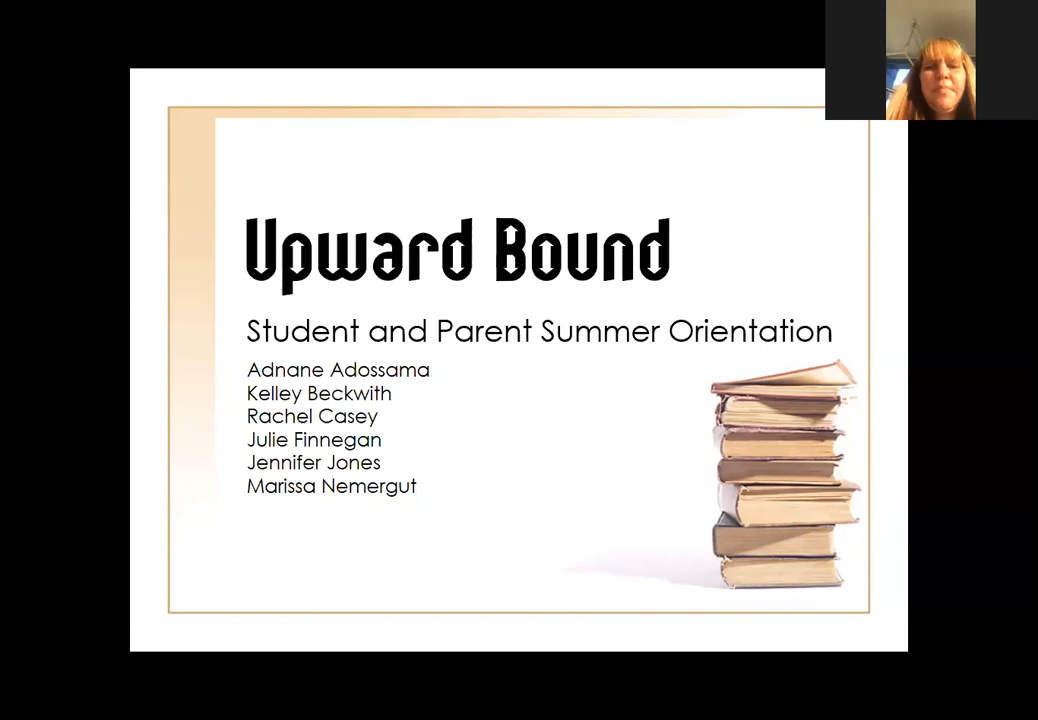 Upward Bound
Student and Parent Summer Orientation
Adnane Adossama
Kelley Beckwith
Rachel Casey
Julie Finnegan
Jennifer Jones
Marissa Nemergut